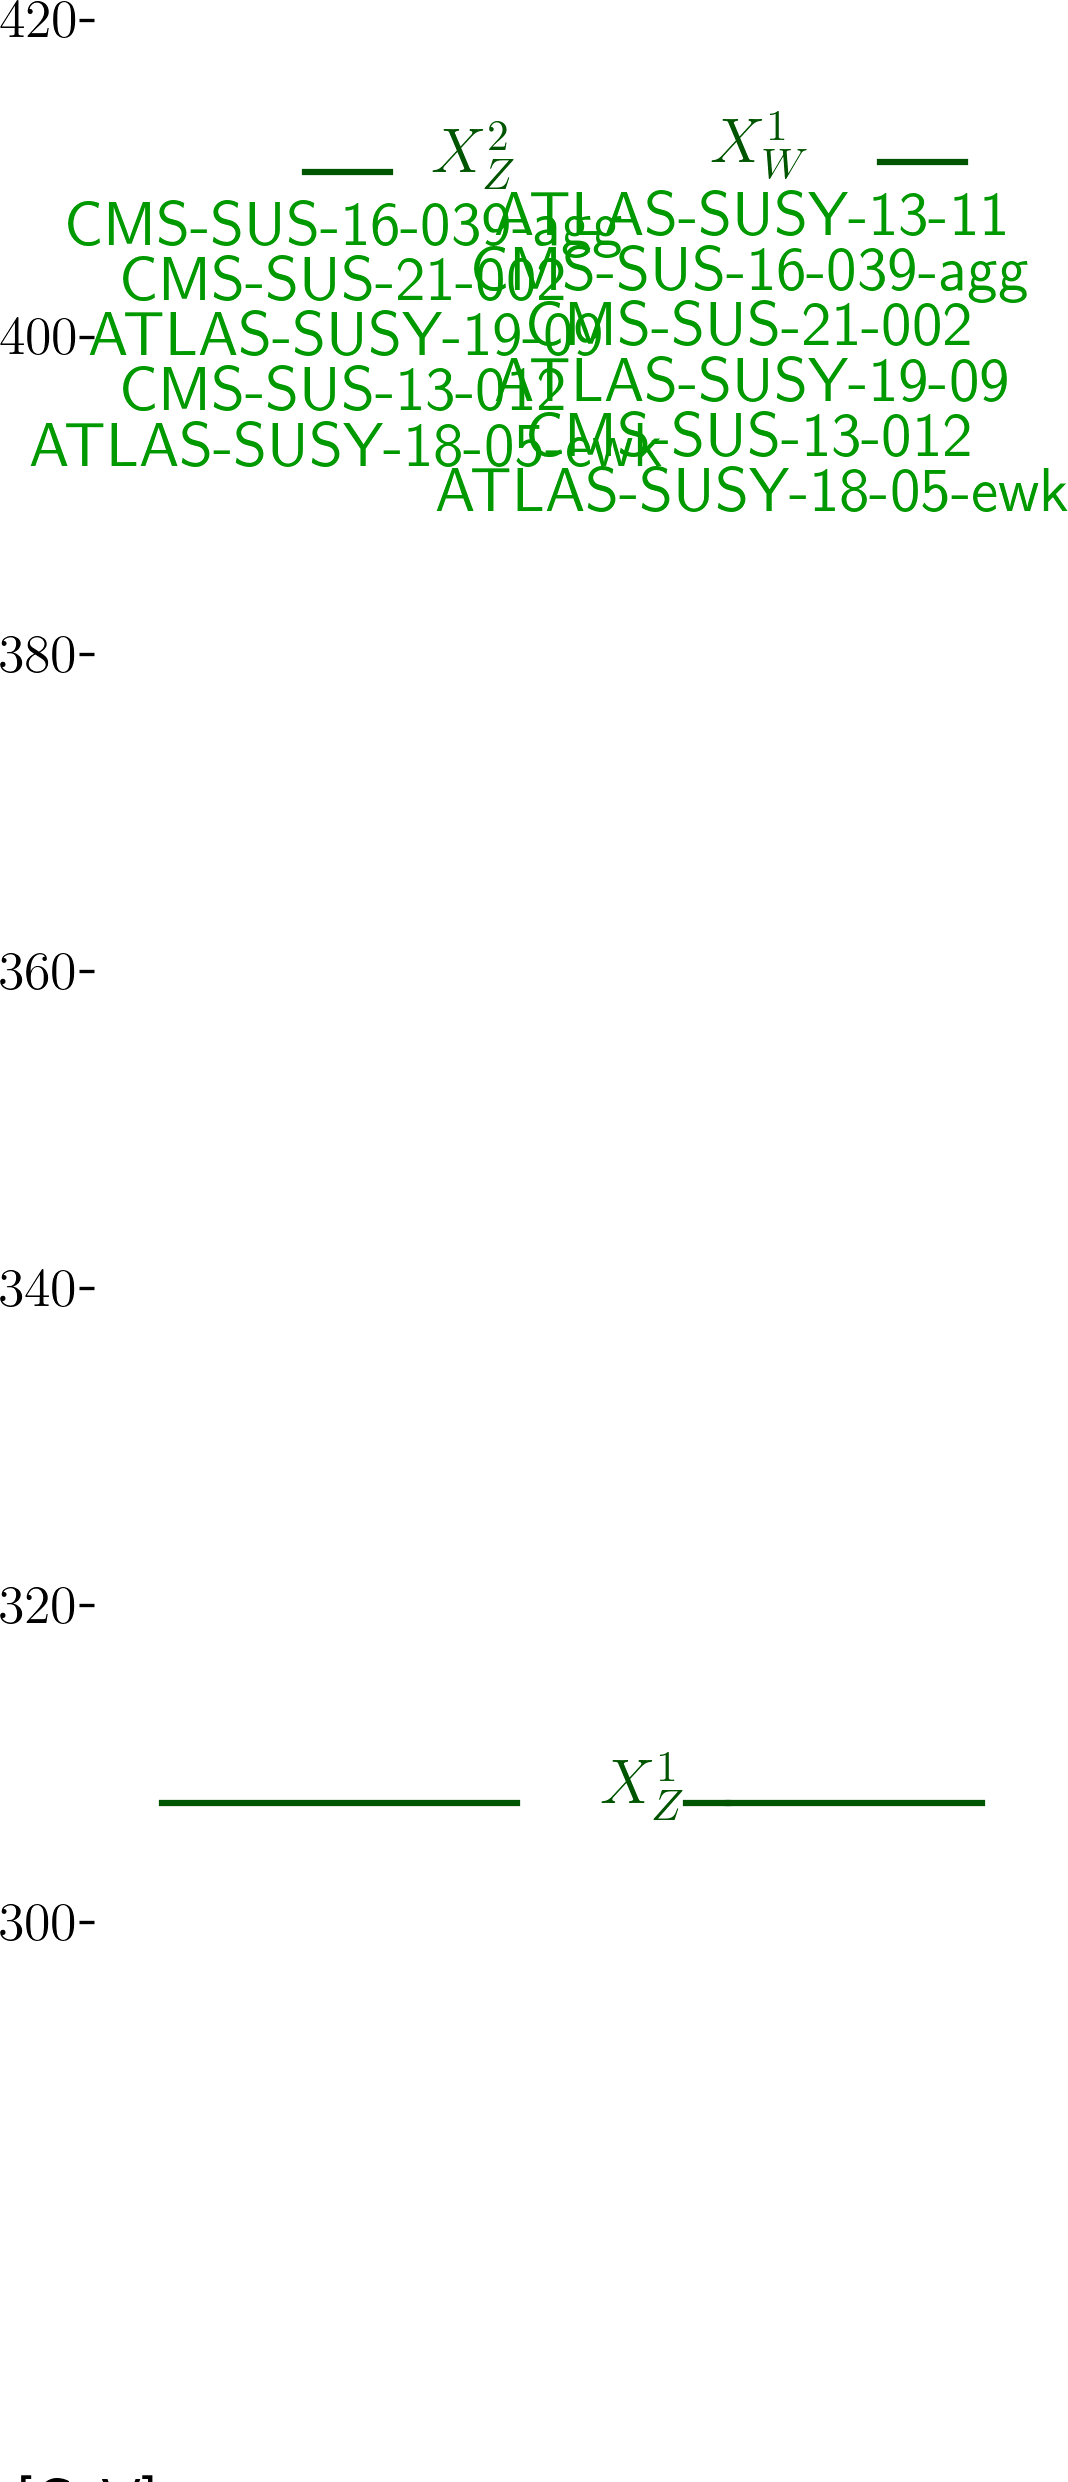 420-
X_Z^2
X_W^1
CMS-SUS-16-039-agg
ATLAS-SUSY-13-11
CMS-SUS-21-002
CMS-SUS-16-039-agg
400-
ATLAS-SUSY-19-09
CMS-SUS-21-002
CMS-SUS-13-012
ATLAS-SUSY-19-09
ATLAS-SUSY-18-05-ewk
CMS-SUS-13-012
ATLAS-SUSY-18-05-ewk
380-
360-
340-
320-
X_Z^1
300-